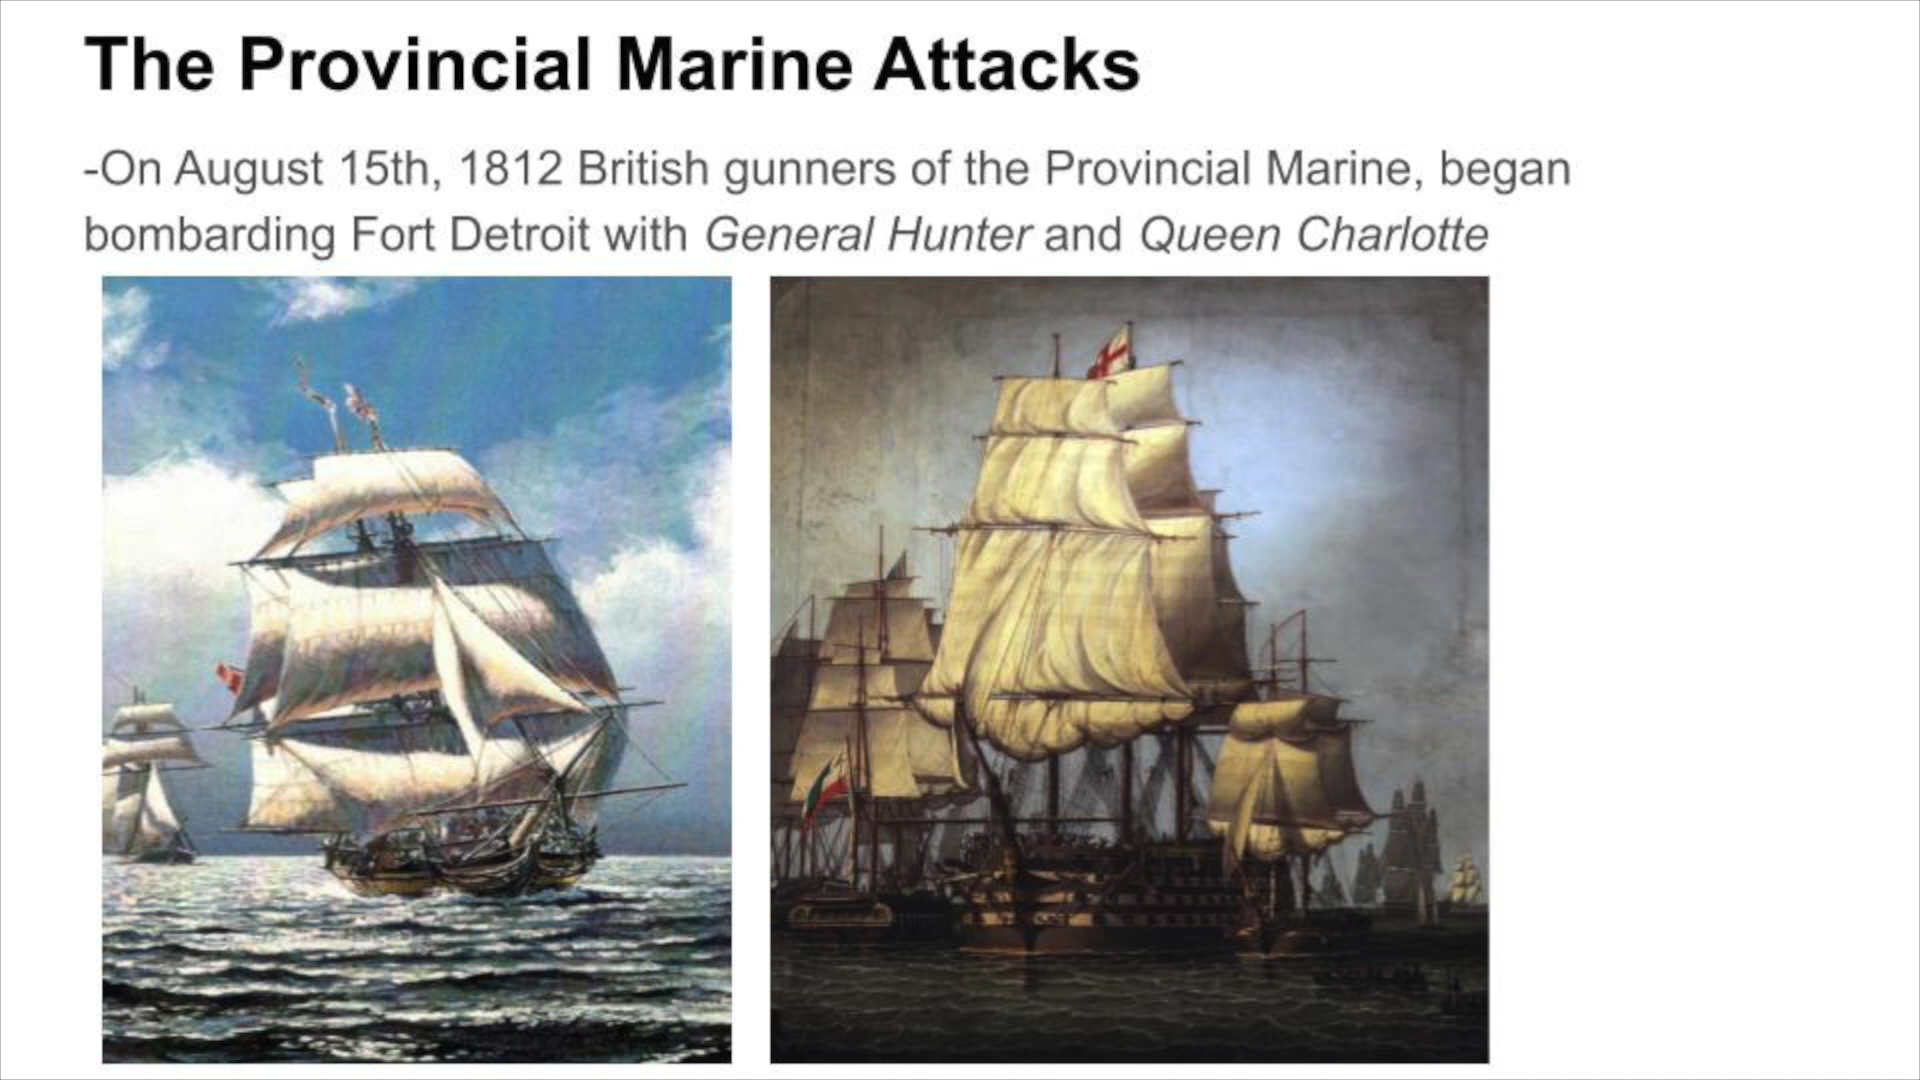 The Provincial Marine Attacks
-On August 15th, 1812 British gunners of the Provincial Marine, began
bombarding Fort Detroit with General Hunter and Queen Charlotte